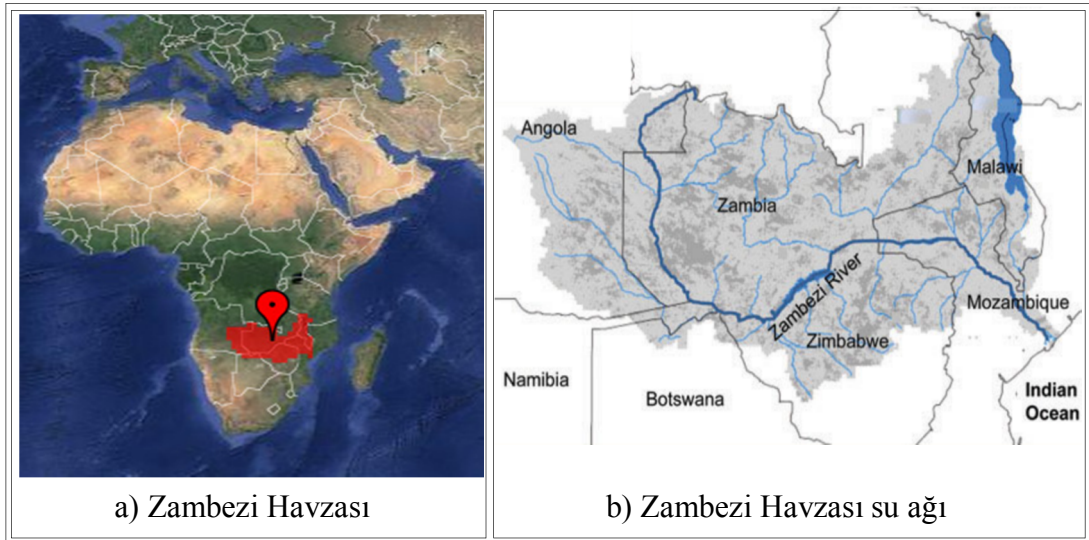 Angola
Zambia
Malawi
Zambezi River
Mozambique
Zimbabwe
Namibia
Botswana
Indian
Ocean
a) Zambezi Havzası
b) Zambezi Havzası su ağı